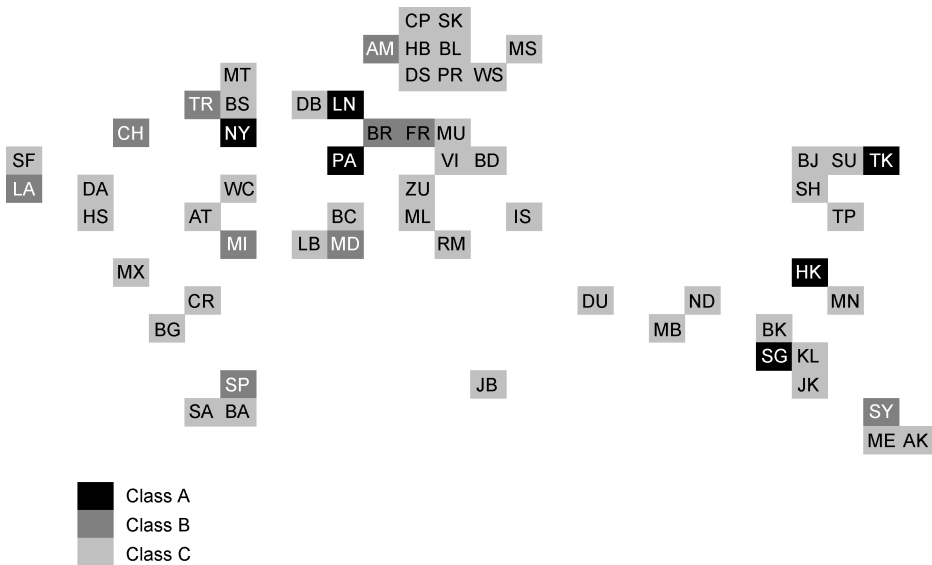 CP SK
AM HB BL MS
MT DS PR WS
TR BS DB LN
CH NY BR FR MU
SF PA VI BD BJ SU TK
LA DA WC ZU SH
HS AT BC ML IS TP
MI LB MD RM
MX HK
CR DU ND MN
BG MB BK
SG KL
SP JB JK
SA BA SY
ME AK
Class A
Class B
Class C